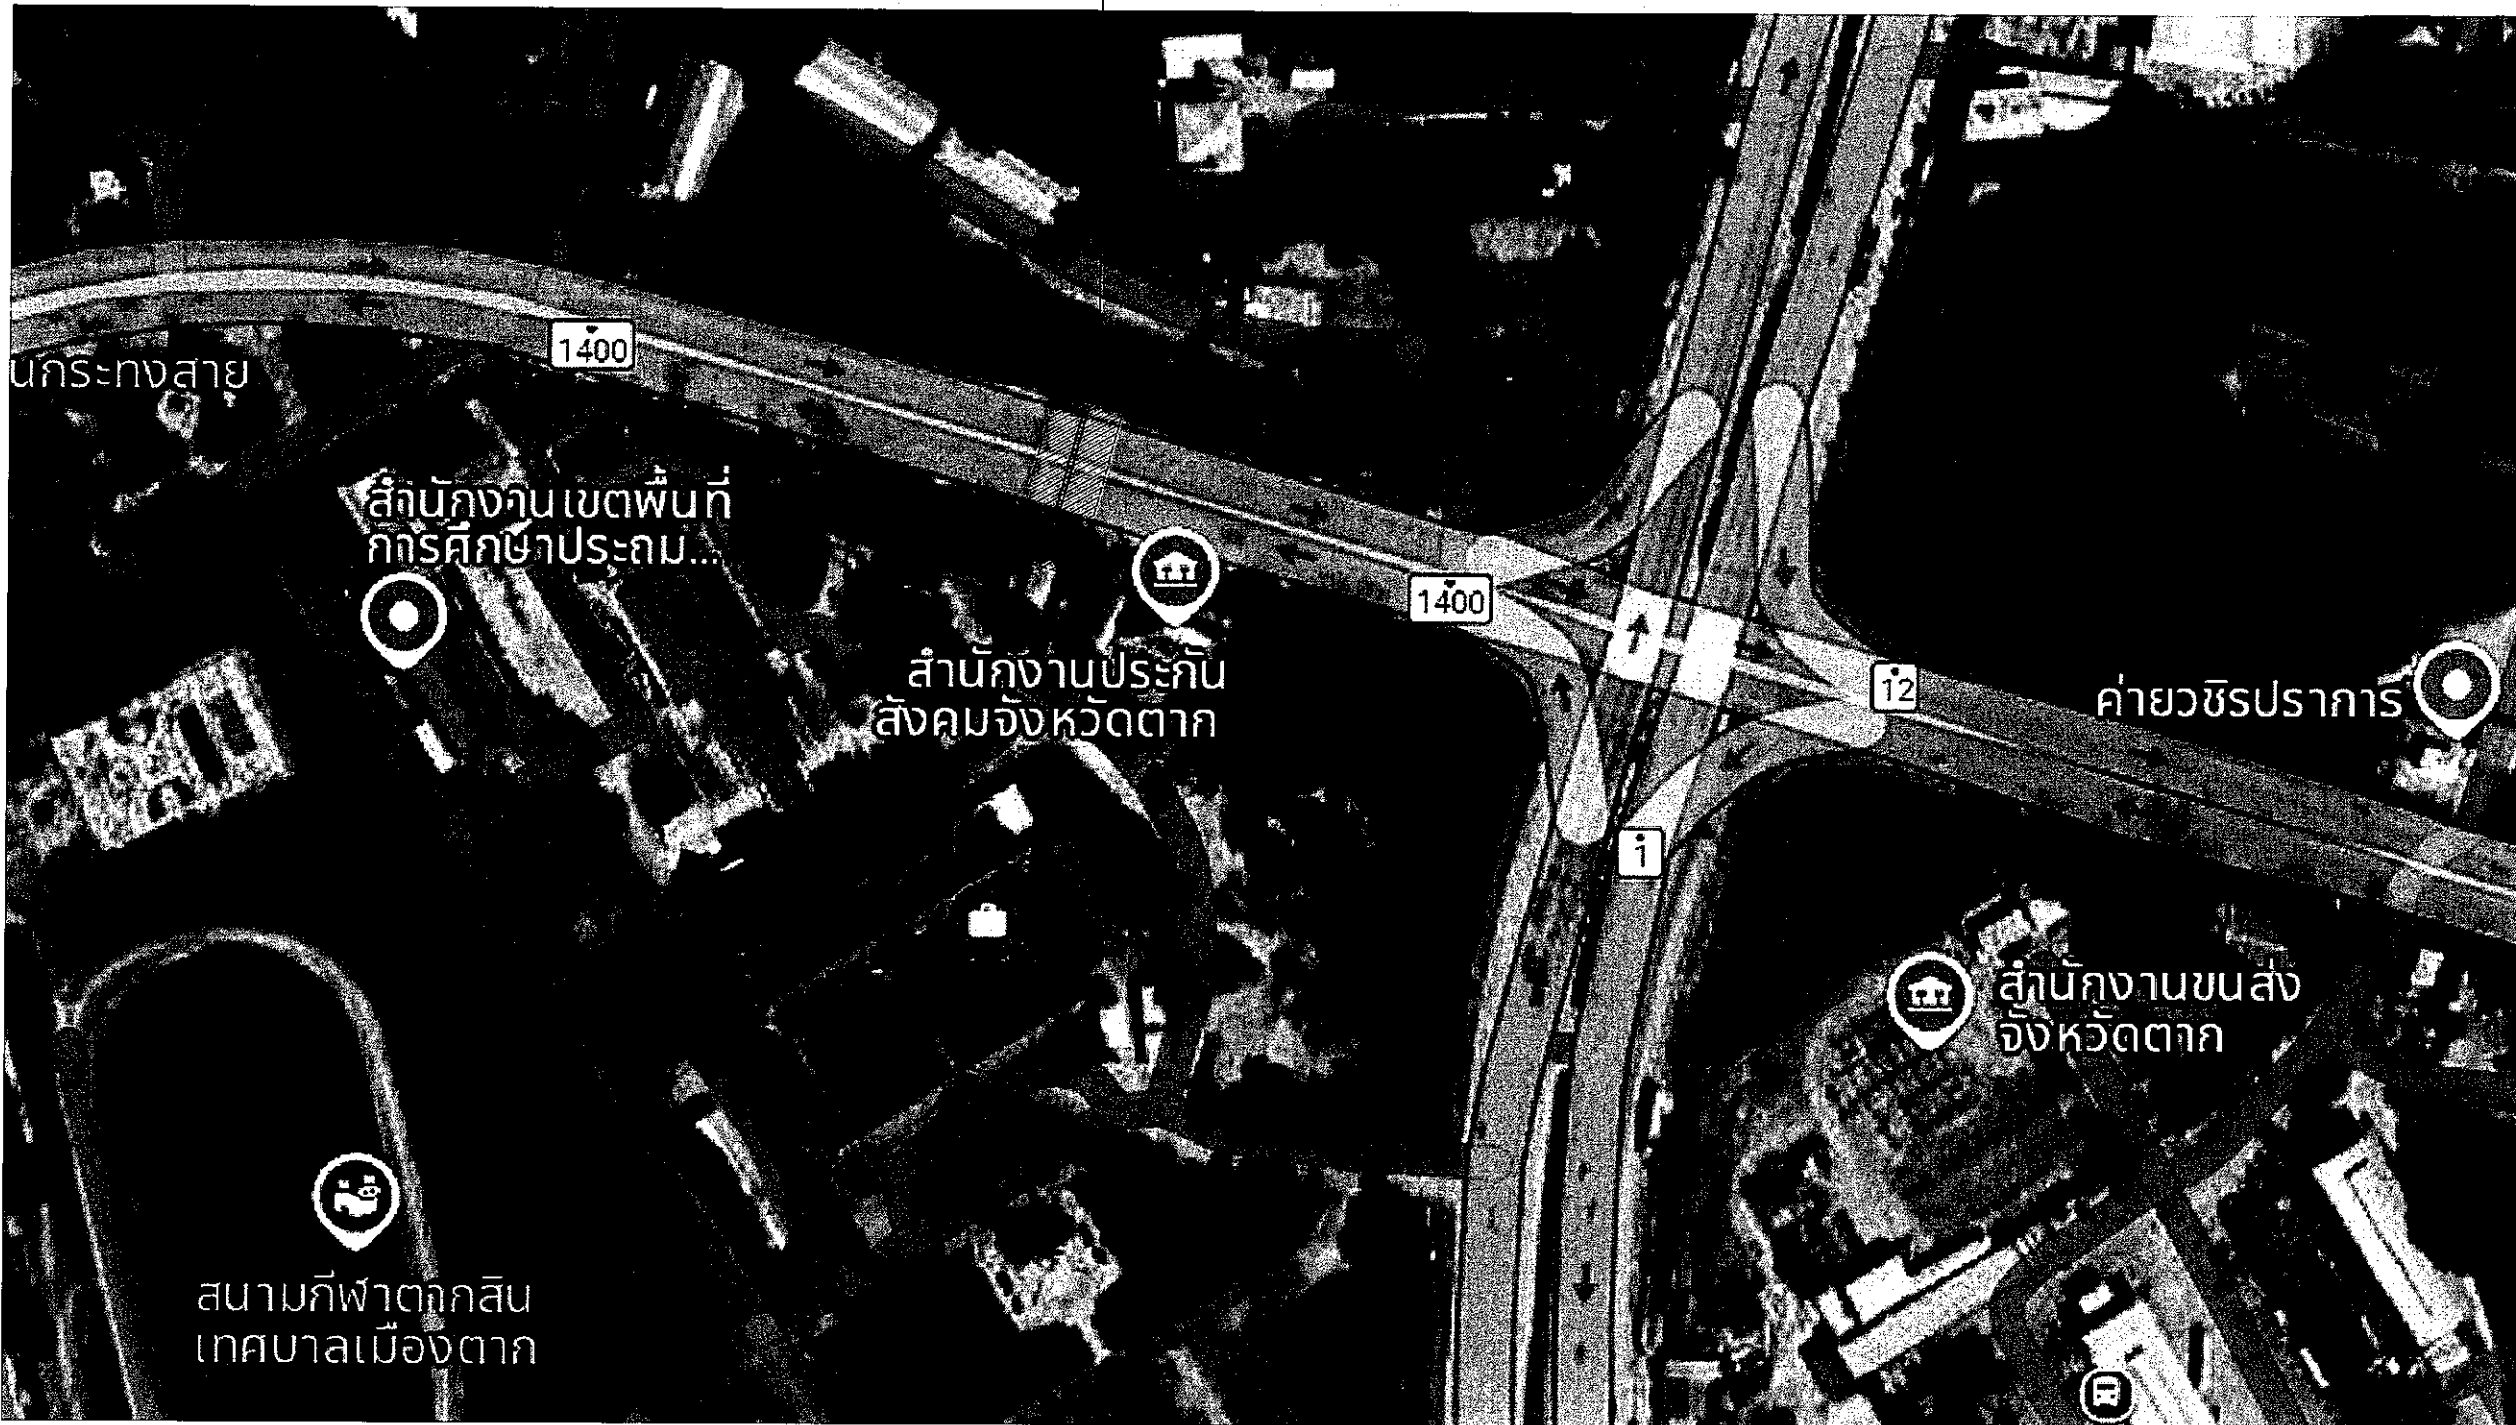 1400
นกระทงสาย
สำนักงานเขตพื้นที่
การศึกษาประถม...
1400
สำนักงานประกัน
สังคมจังหวัดตาก
12
ค่ายวชิรปราการ
1
สำนักงานขนส่ง
จังหวัดตาก
สนามกีฬาตากสิน
เทศบาลเมืองตาก